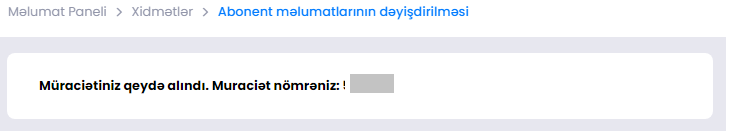 Məlumat Paneli > Xidmətlər > Abonent məlumatlarının dəyişdirilməsi
Müraciətiniz qeydə alındı. Muraciət nömrəniz: